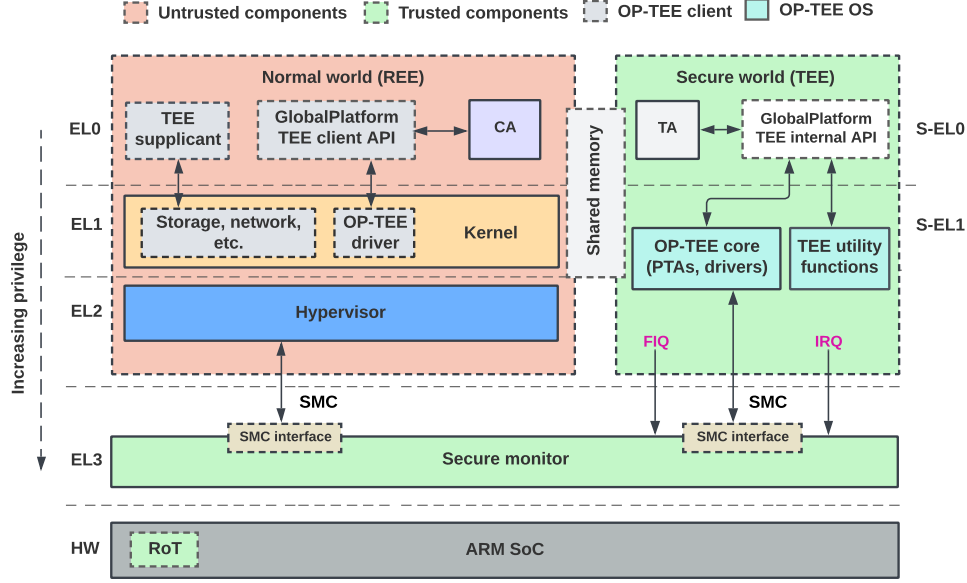 Untrusted components
Trusted components
OP-TEE client
OP-TEE OS
Normal world (REE)
Secure world (TEE)
EL0
TEE
supplicant
GlobalPlatform
TEE client API
CA
Shared memory
TA
GlobalPlatform
TEE internal API
S-EL0
Increasing privilege
EL1
Storage, network,
etc.
OP-TEE
driver
Kernel
OP-TEE core
(PTAs, drivers)
TEE utility
functions
S-EL1
EL2
Hypervisor
FIQ
IRQ
SMC
SMC
SMC interface
SMC interface
EL3
Secure monitor
HW
RoT
ARM SoC